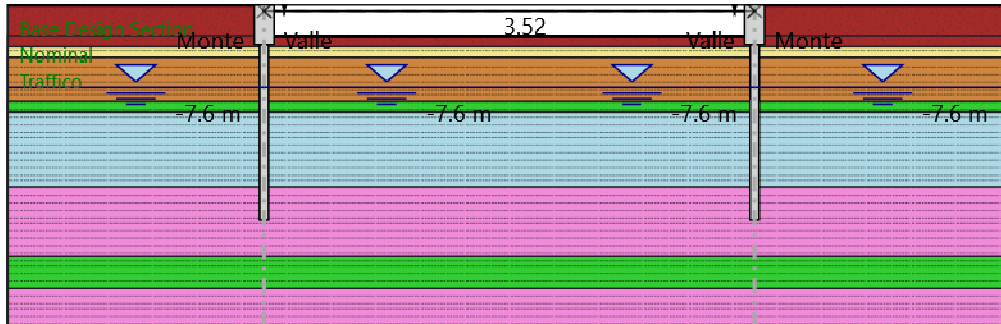 3.52
Base Design Section
Monte Valle Valle Monte
Nominal
Traffico
-7.6 m -7.6 m -7.6 m -7.6 m